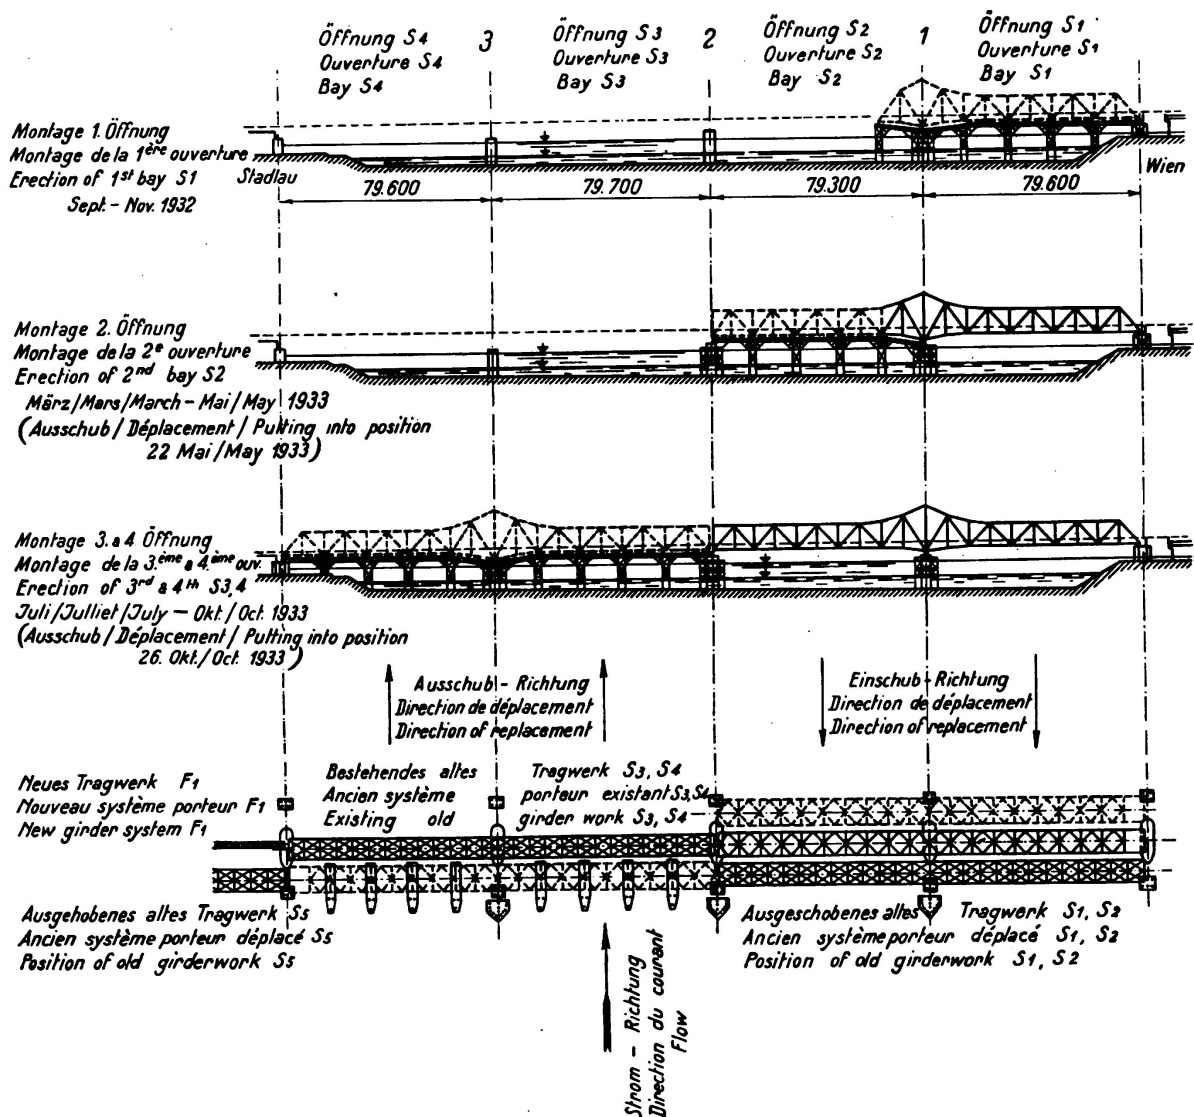 Öffnung S4
Ouverture S4
Bay S4
3
Öffnung S3
Ouverture S3
Bay S3
2
Öffnung S2
Ouverture S2
Bay S2
1
Öffnung S1
Ouverture S1
Bay S1
Montage 1. Öffnung
Montage de la 1ère ouverture
Erection of 1st bay S1
Sept. - Nov. 1932
Stadlau
Wien
79.600
79.700
79.300
79.600
Montage 2. Öffnung
Montage de la 2e ouverture
Erection of 2nd bay S2
März/Mars/March - Mai/May 1933
(Ausschub/Déplacement/Putting into position
22 Mai/May 1933)
Montage 3. & 4. Öffnung
Montage de la 3.ème & 4.ème ouv.
Erection of 3rd & 4th S3,4
Juli/Julliet/July - Okt./Oct. 1933
(Ausschub/Déplacement/Putting into position
26. Okt./Oct. 1933)
Ausschub - Richtung
Direction de déplacement
Direction of replacement
Einschub - Richtung
Direction de déplacement
Direction of replacement
Neues Tragwerk F1
Nouveau système porteur F1
New girder system F1
Bestehendes altes Tragwerk S3, S4
Ancien système porteur existant S3, S4
Existing old girder work S3, S4
Ausgehobenes altes Tragwerk S5
Ancien système porteur déplacé S5
Position of old girderwork S5
Ausgeschobenes altes Tragwerk S1, S2
Ancien système porteur déplacé S1, S2
Position of old girderwork S1, S2
Strom - Richtung
Direction du courant
Flow